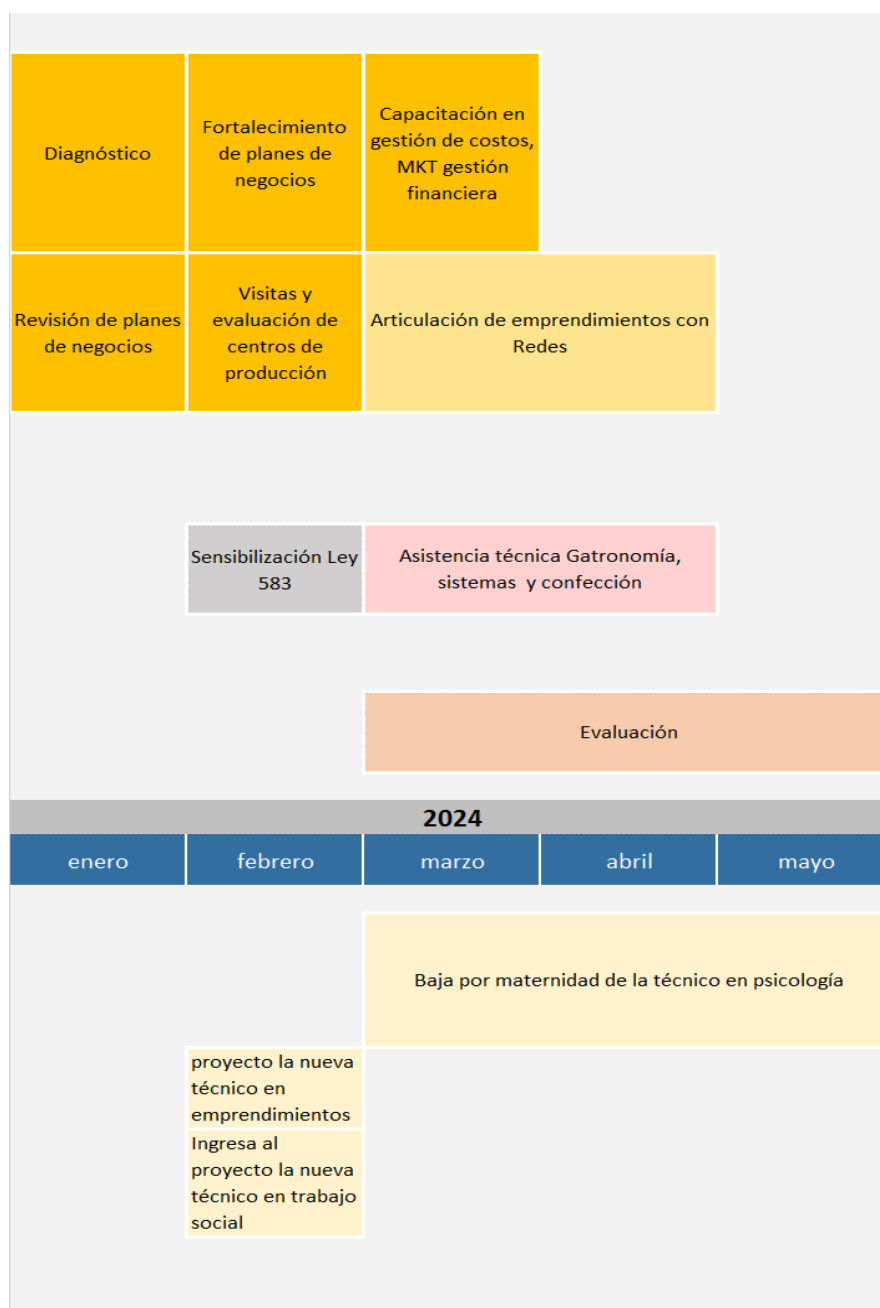 Diagnóstico
Fortalecimiento
de planes de
negocios
Capacitación en
gestión de costos,
MKT gestión
financiera
Revisión de planes
de negocios
Visitas y
evaluación de
centros de
producción
Articulación de emprendimientos con
Redes
Sensibilización Ley
583
Asistencia técnica Gatronomía,
sistemas y confección
Evaluación
2024
enero
febrero
marzo
abril
mayo
Baja por maternidad de la técnico en psicología
proyecto la nueva
técnico en
emprendimientos
Ingresa al
proyecto la nueva
técnico en trabajo
social